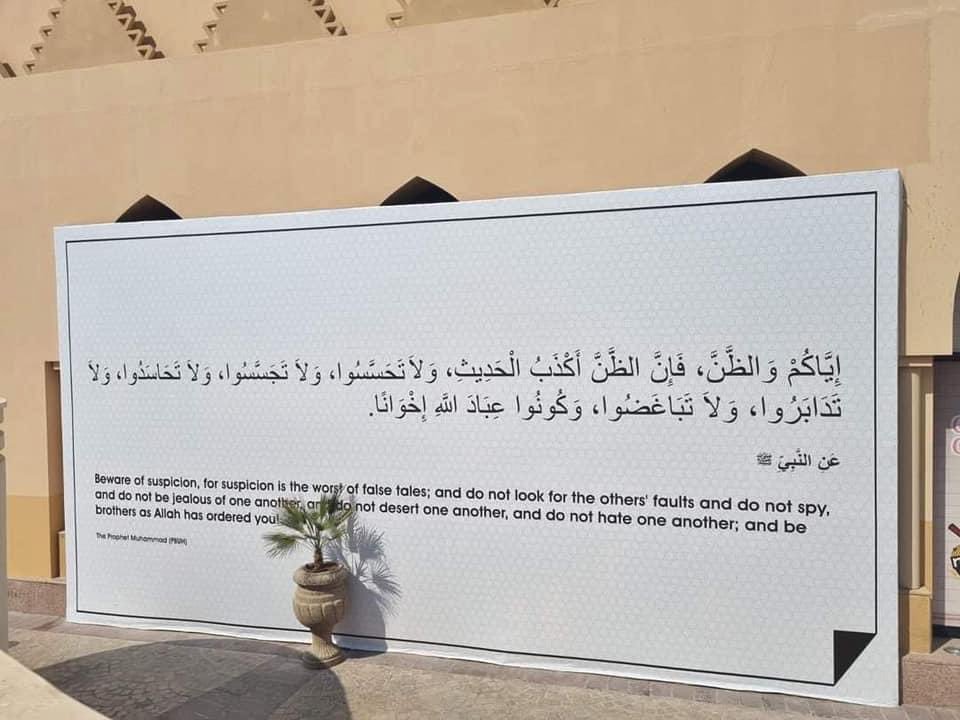 إِيَّاكُمْ وَالظَّنَّ، فَإِنَّ الظَّنَّ أَكْذَبُ الْحَدِيثِ، وَلاَ تَحَسَّسُوا، وَلاَ تَجَسَّسُوا، وَلاَ تَحَاسَدُوا، وَلاَ
تَدَابَرُوا، وَلاَ تَبَاغَضُوا، وَكُونُوا عِبَادَ اللَّهِ إِخْوَانًا.
عَنِ النَّبِيِّ ﷺ
Beware of suspicion, for suspicion is the worst of false tales; and do not look for the others' faults and do not spy,
and do not be jealous of one another, and do not desert one another, and do not hate one another; and be
brothers as Allah has ordered you!
The Prophet Muhammad (PBUH)